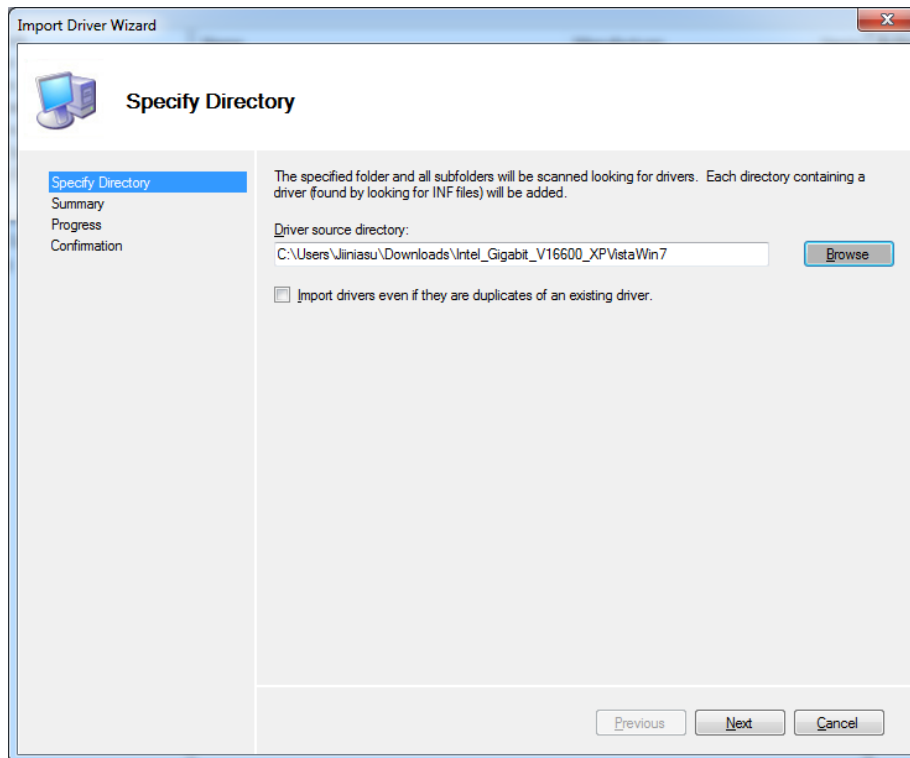 Import Driver Wizard
Specify Directory
Specify Directory
Summary
Progress
Confirmation
The specified folder and all subfolders will be scanned looking for drivers.  Each directory containing a
driver (found by looking for INF files) will be added.
Driver source directory:
C:\Users\Jiiniasu\Downloads\Intel_Gigabit_V16600_XPVistaWin7
Browse
Import drivers even if they are duplicates of an existing driver.
Previous Next Cancel